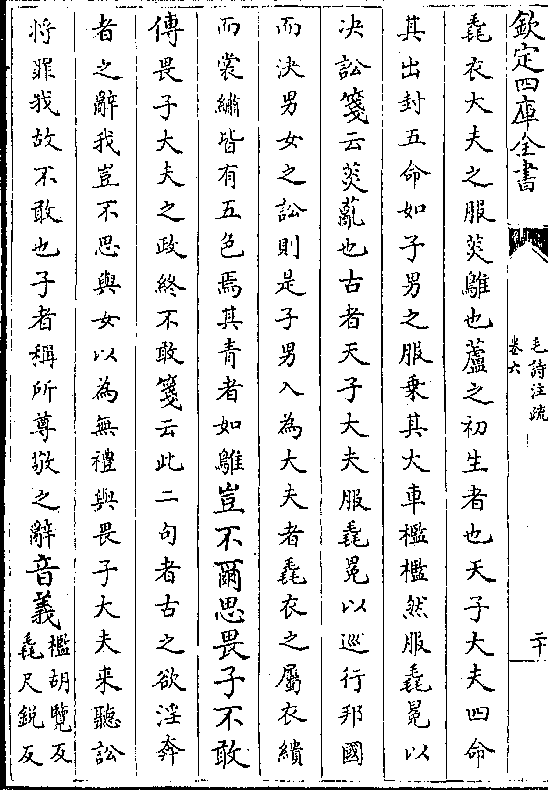 欽定四庫全書
毛詩注疏
卷六
二十
毳衣大夫之服菼鵻也蘆之初生者也天子大夫四命
其出封五命如子男之服乗其大車檻檻然服毳冕以
决訟箋云菼薍也古者天子大夫服毳冕以巡行邦國
而決男女之訟則是子男入為大夫者毳衣之屬衣繢
而裳繡皆有五色焉其青者如鵻豈不爾思畏子不敢
傳畏子大夫之政終不敢箋云此二句者古之欲淫奔
者之辭我豈不思與女以為無禮與畏子大夫来聽訟
将罪我故不敢也子者稱所尊敬之辭音義檻胡覽反
毳尺銳反